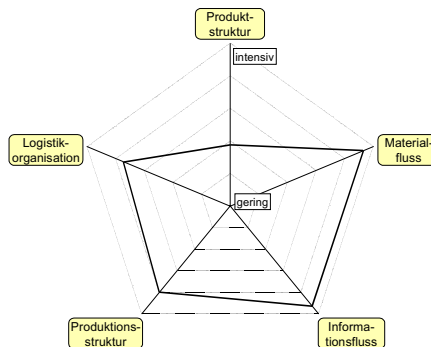 Produkt-
struktur
intensiv
Logistik-
organisation
Material-
fluss
gering
Produktions-
struktur
Informa-
tionsfluss